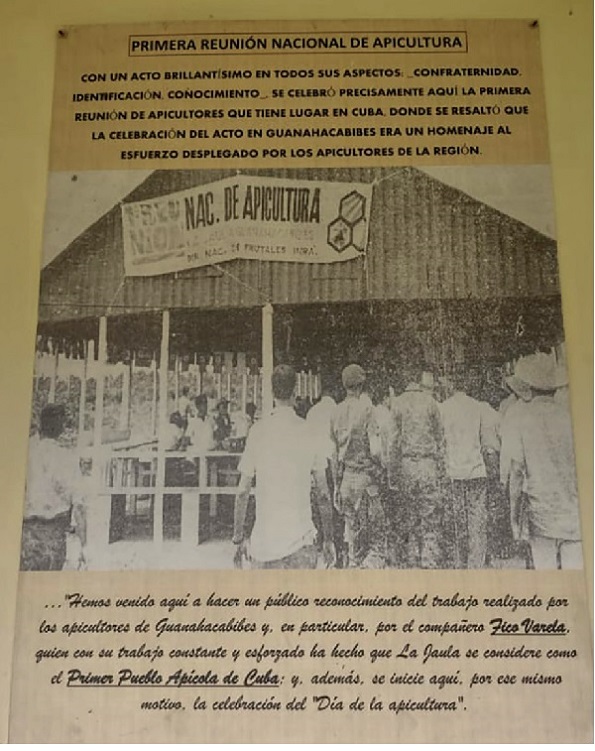 PRIMERA REUNIÓN NACIONAL DE APICULTURA
CON UN ACTO BRILLANTÍSIMO EN TODOS SUS ASPECTOS: _CONFRATERNIDAD,
IDENTIFICACIÓN, CONOCIMIENTO_, SE CELEBRÓ PRECISAMENTE AQUÍ LA PRIMERA
REUNIÓN DE APICULTORES QUE TIENE LUGAR EN CUBA, DONDE SE RESALTÓ QUE
LA CELEBRACIÓN DEL ACTO EN GUANAHACABIBES ERA UN HOMENAJE AL
ESFUERZO DESPLEGADO POR LOS APICULTORES DE LA REGIÓN.
NAC. DE APICULTURA
NAC. DE FRUTALES
..."Hemos venido aquí a hacer un público reconocimiento del trabajo realizado por
los apicultores de Guanahacabibes y, en particular, por el compañero Fico Varela,
quien con su trabajo constante y esforzado ha hecho que La Jaula se considere como
el Primer Pueblo Apícola de Cuba; y, además, se inicie aquí, por ese mismo
motivo, la celebración del "Día de la apicultura".